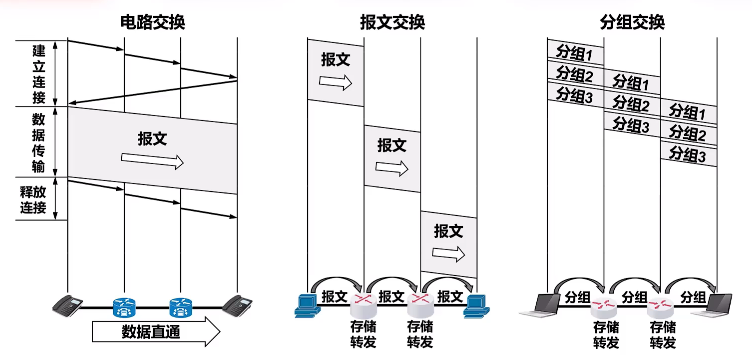 电路交换
建立连接
数据传输
释放连接
报文
数据直通
报文交换
报文
报文
报文
报文 报文 报文
存储转发
存储转发
分组交换
分组1
分组2 分组1
分组3 分组2 分组1
分组3 分组2
分组3
分组 分组 分组
存储转发
存储转发